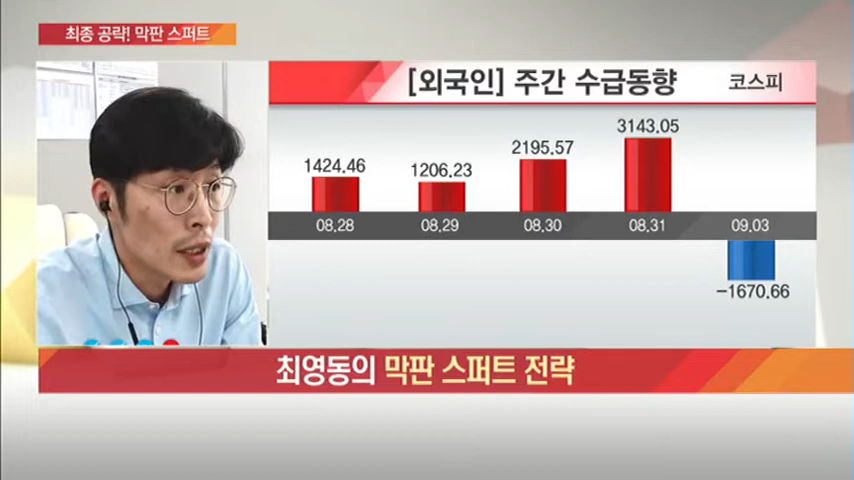 최종 공략! 막판 스퍼트
[외국인] 주간 수급동향 코스피
1424.46 1206.23 2195.57 3143.05
08.28 08.29 08.30 08.31 09.03
-1670.66
최영동의 막판 스퍼트 전략